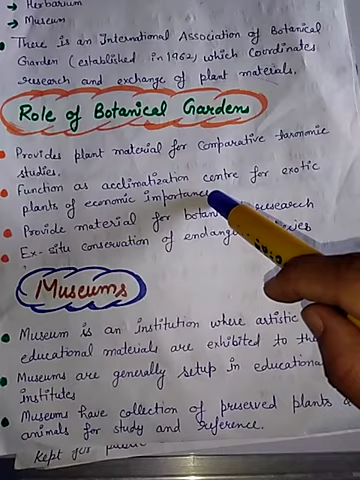 → Herbarium
→ Museum
There is an International Association of Botanical
Garden (established in 1962) which coordinates
research and exchange of plant materials.
Role of Botanical Gardens
Provides plant material for comparative taxonomic
studies.
Function as acclimatization centre for exotic
plants of economic importance
Provide material for botan research
Ex-situ conservation of endang
Museums
Museum is an institution where artistic
educational materials are exhibited to the
Museums are generally setup in educational
institutes
Museums have collection of preserved plants
animals for study and reference.
kept for public